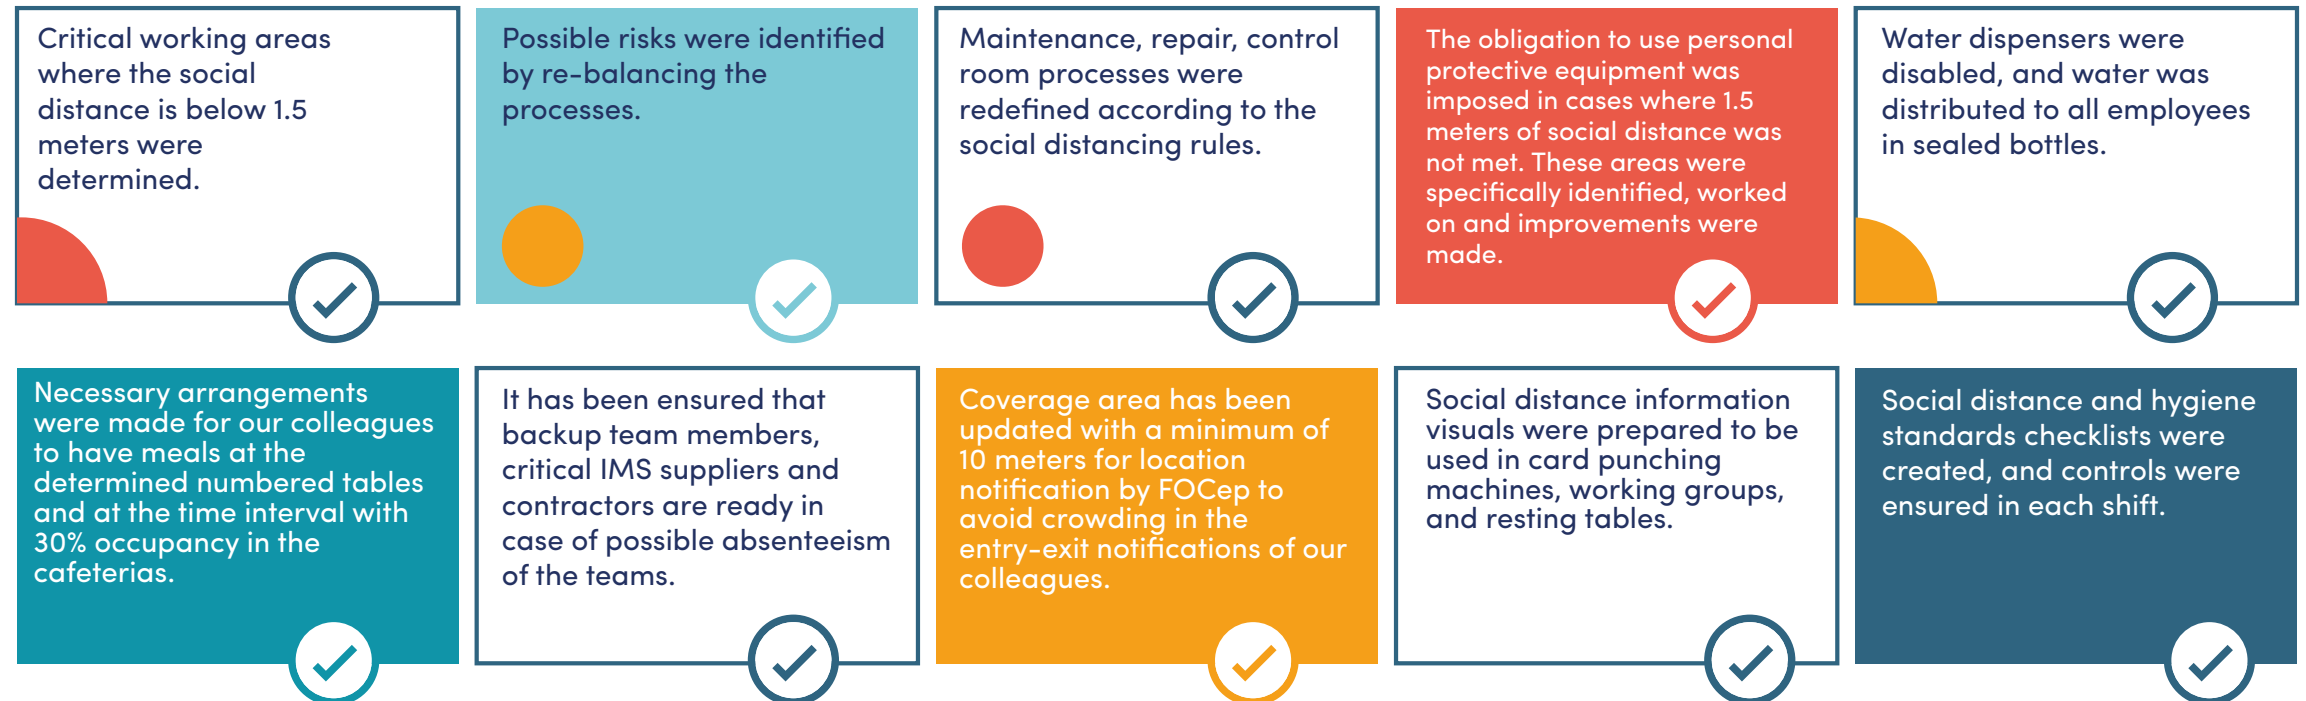 Critical working areas
where the social
distance is below 1.5
meters were
determined.
Possible risks were identified
by re-balancing the
processes.
Maintenance, repair, control
room processes were
redefined according to the
social distancing rules.
The obligation to use personal
protective equipment was
imposed in cases where 1.5
meters of social distance was
not met. These areas were
specifically identified, worked
on and improvements were
made.
Water dispensers were
disabled, and water was
distributed to all employees
in sealed bottles.
Necessary arrangements
were made for our colleagues
to have meals at the
determined numbered tables
and at the time interval with
30% occupancy in the
cafeterias.
It has been ensured that
backup team members,
critical IMS suppliers and
contractors are ready in
case of possible absenteeism
of the teams.
Coverage area has been
updated with a minimum of
10 meters for location
notification by FOCep to
avoid crowding in the
entry-exit notifications of our
colleagues.
Social distance information
visuals were prepared to be
used in card punching
machines, working groups,
and resting tables.
Social distance and hygiene
standards checklists were
created, and controls were
ensured in each shift.